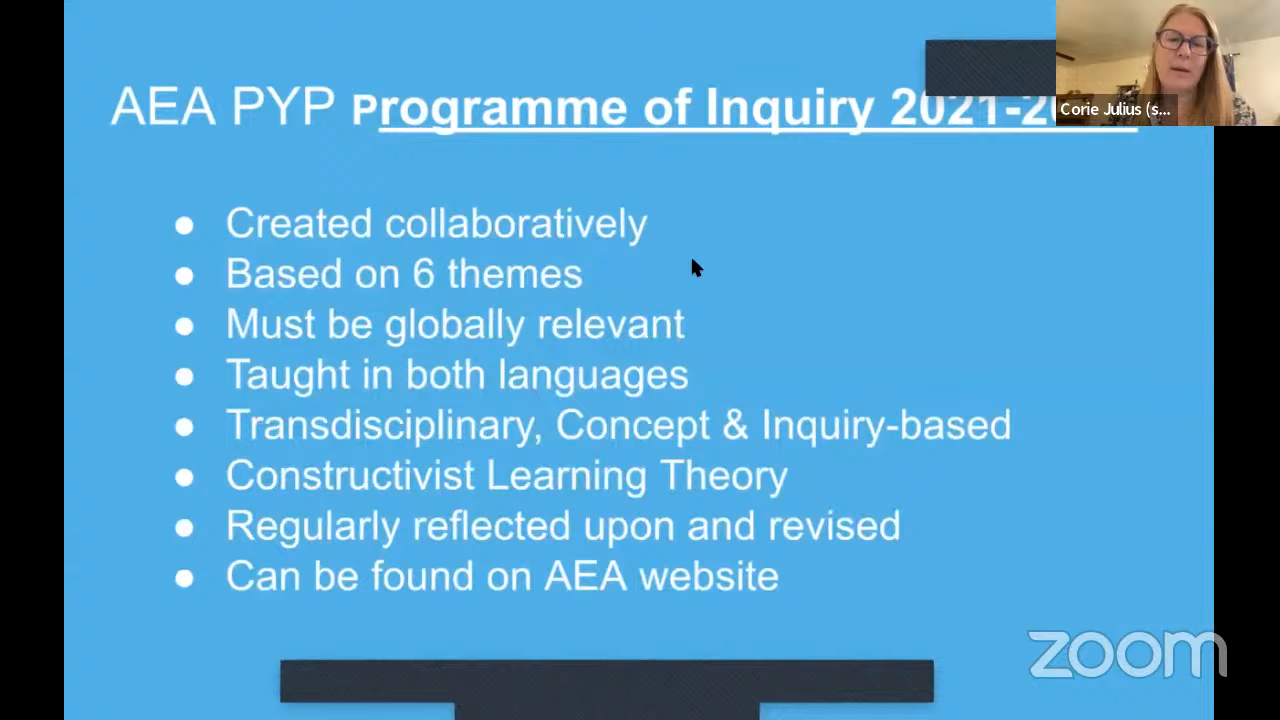 AEA PYP Programme of Inquiry 2021-20
Corie Julius (s...
● Created collaboratively
● Based on 6 themes
● Must be globally relevant
● Taught in both languages
● Transdisciplinary, Concept & Inquiry-based
● Constructivist Learning Theory
● Regularly reflected upon and revised
● Can be found on AEA website
zoom